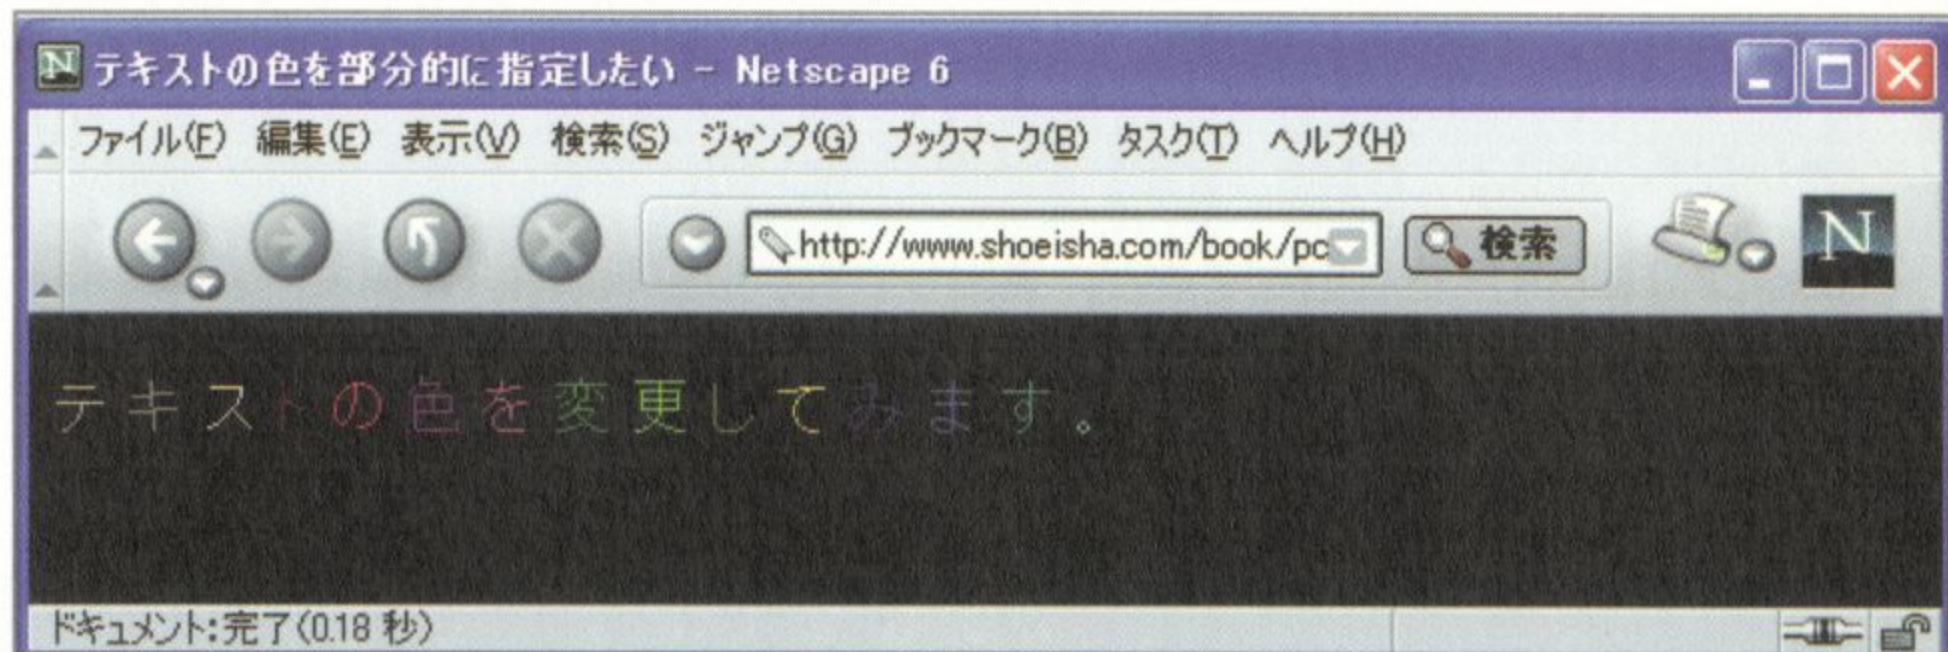 テキストの色を部分的に指定したい - Netscape 6
ファイル(F) 編集(E) 表示(V) 検索(S) ジャンプ(G) ブックマーク(B) タスク(T) ヘルプ(H)
http://www.shoeisha.com/book/pc 検索 N
テキストの色を変更してみます。
ドキュメント:完了(0.18 秒)